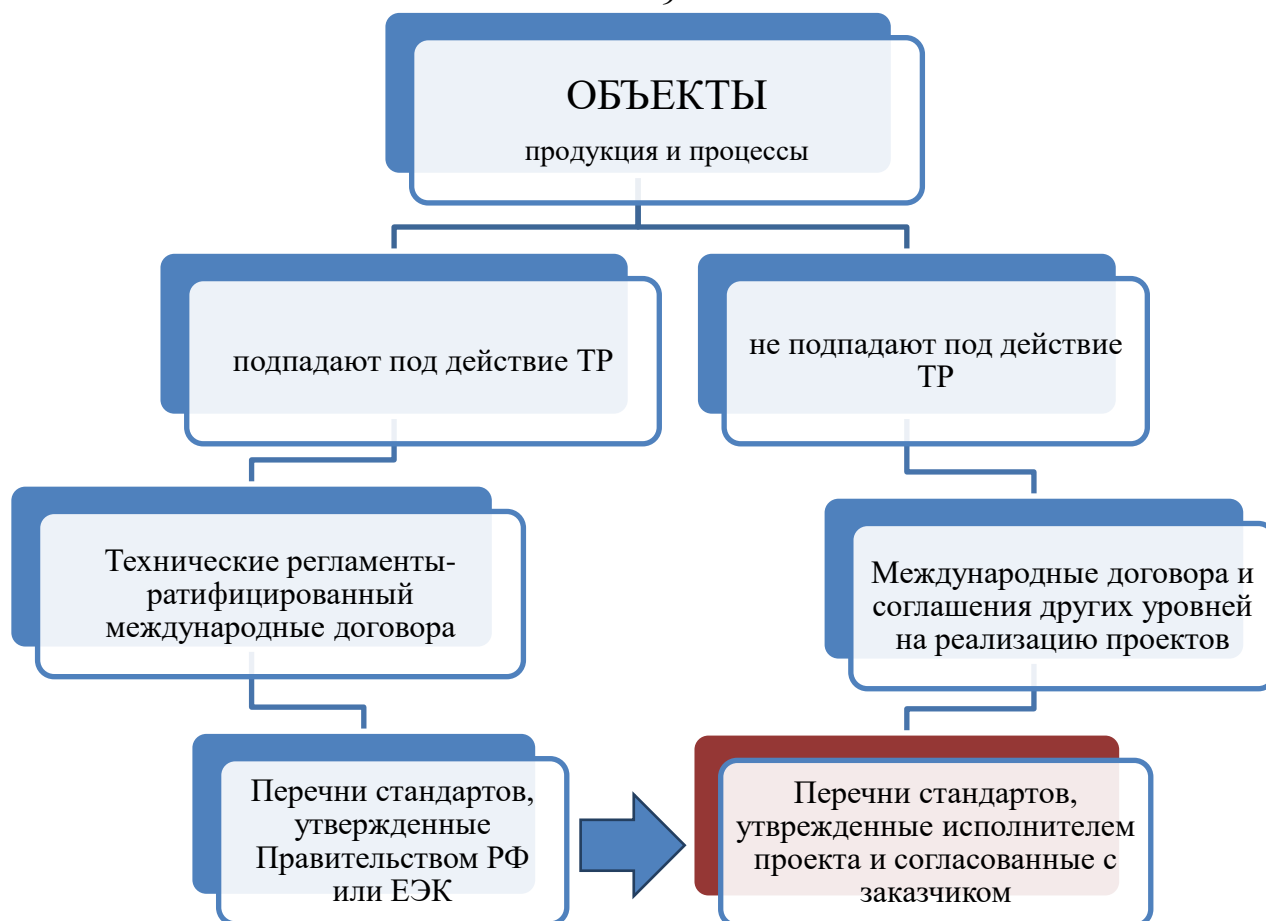 ОБЪЕКТЫ
продукция и процессы
подпадают под действие ТР
не подпадают под действие
ТР
Технические регламенты-
ратифицированный
международные договора
Международные договора и
соглашения других уровней
на реализацию проектов
Перечни стандартов,
утвержденные
Правительством РФ
или ЕЭК
Перечни стандартов,
утврежденные исполнителем
проекта и согласованные с
заказчиком